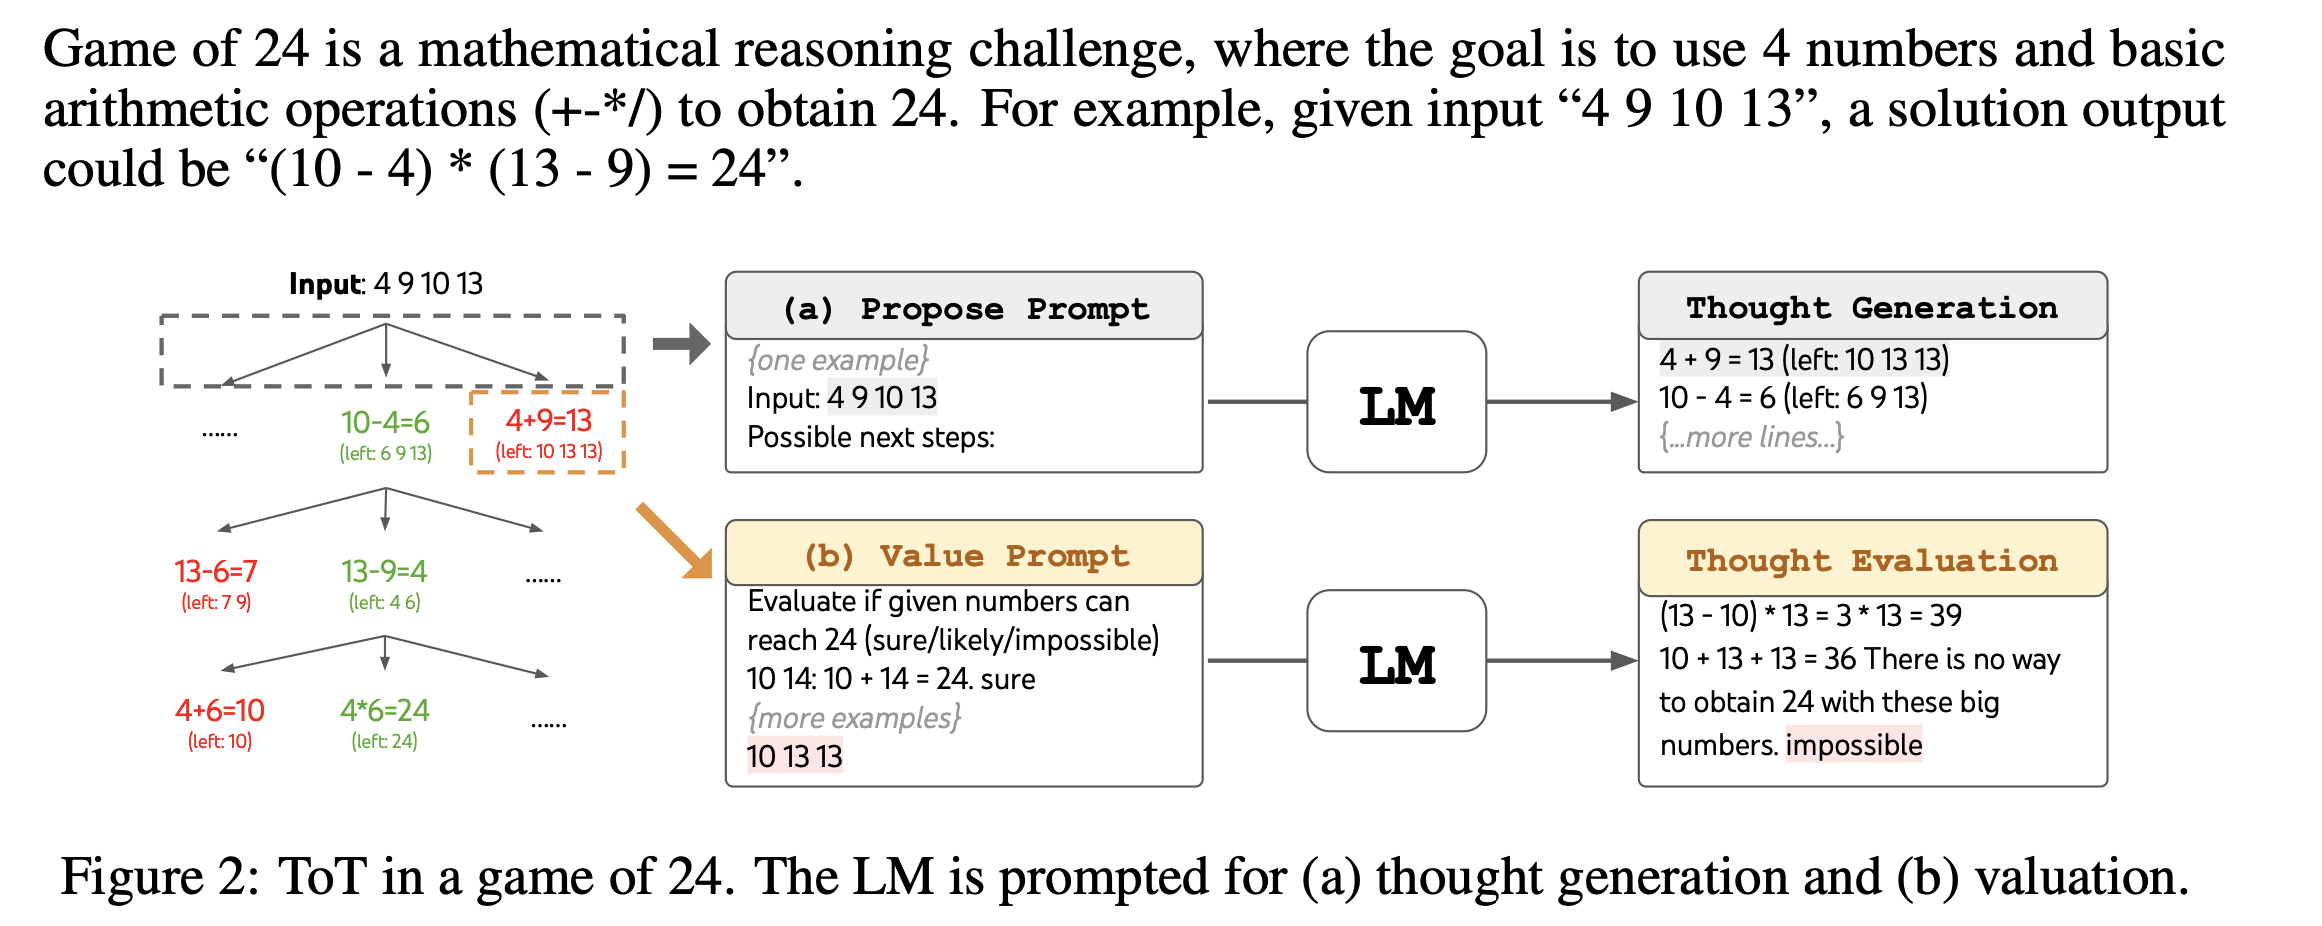 Game of 24 is a mathematical reasoning challenge, where the goal is to use 4 numbers and basic
arithmetic operations (+-*/) to obtain 24. For example, given input “4 9 10 13”, a solution output
could be “(10 - 4) * (13 - 9) = 24”.
Input: 4 9 10 13
......
10-4=6
(left: 6 9 13)
4+9=13
(left: 10 13 13)
13-6=7
(left: 7 9)
13-9=4
(left: 4 6)
......
4+6=10
(left: 10)
4*6=24
(left: 24)
......
(a) Propose Prompt
{one example}
Input: 4 9 10 13
Possible next steps:
LM
Thought Generation
4 + 9 = 13 (left: 10 13 13)
10 - 4 = 6 (left: 6 9 13)
{...more lines...}
(b) Value Prompt
Evaluate if given numbers can
reach 24 (sure/likely/impossible)
10 14: 10 + 14 = 24. sure
{more examples}
10 13 13
LM
Thought Evaluation
(13 - 10) * 13 = 3 * 13 = 39
10 + 13 + 13 = 36 There is no way
to obtain 24 with these big
numbers. impossible
Figure 2: ToT in a game of 24. The LM is prompted for (a) thought generation and (b) valuation.